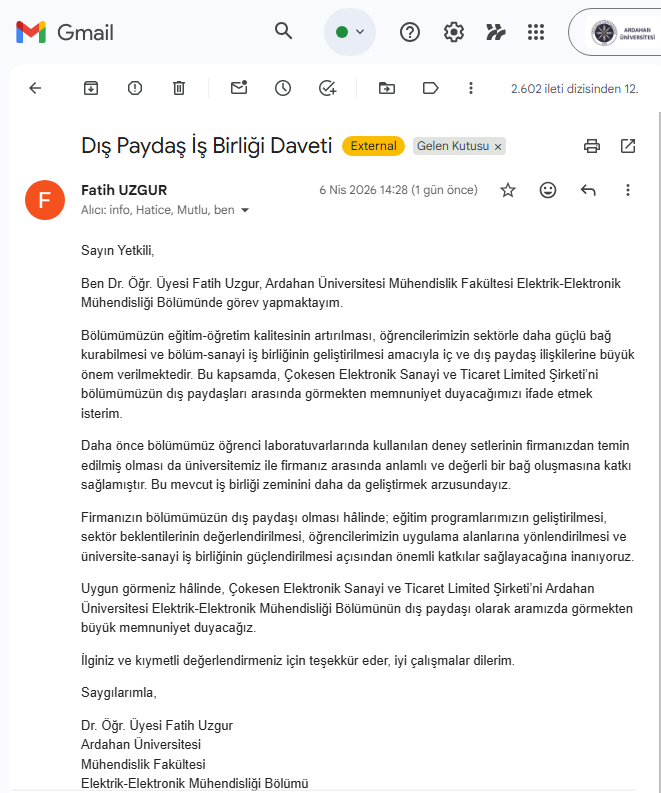 Gmail
ARDAHAN
ÜNİVERSİTESİ
2.602 ileti dizisinden 12.
Dış Paydaş İş Birliği Daveti External Gelen Kutusu ×
F
Fatih UZGUR 6 Nis 2026 14:28 (1 gün önce)
Alıcı: info, Hatice, Mutlu, ben
Sayın Yetkili,
Ben Dr. Öğr. Üyesi Fatih Uzgur, Ardahan Üniversitesi Mühendislik Fakültesi Elektrik-Elektronik
Mühendisliği Bölümünde görev yapmaktayım.
Bölümümüzün eğitim-öğretim kalitesinin artırılması, öğrencilerimizin sektörle daha güçlü bağ
kurabilmesi ve bölüm-sanayi iş birliğinin geliştirilmesi amacıyla iç ve dış paydaş ilişkilerine büyük
önem verilmektedir. Bu kapsamda, Çokesen Elektronik Sanayi ve Ticaret Limited Şirketi’ni
bölümümüzün dış paydaşları arasında görmekten memnuniyet duyacağımızı ifade etmek
isterim.
Daha önce bölümümüz öğrenci laboratuvarlarında kullanılan deney setlerinin firmanızdan temin
edilmiş olması da üniversitemiz ile firmanız arasında anlamlı ve değerli bir bağ oluşmasına katkı
sağlamıştır. Bu mevcut iş birliği zeminini daha da geliştirmek arzusundayız.
Firmanızın bölümümüzün dış paydaşı olması hâlinde; eğitim programlarımızın geliştirilmesi,
sektör beklentilerinin değerlendirilmesi, öğrencilerimizin uygulama alanlarına yönlendirilmesi ve
üniversite-sanayi iş birliğinin güçlendirilmesi açısından önemli katkılar sağlayacağına inanıyoruz.
Uygun görmeniz hâlinde, Çokesen Elektronik Sanayi ve Ticaret Limited Şirketi’ni Ardahan
Üniversitesi Elektrik-Elektronik Mühendisliği Bölümünün dış paydaşı olarak aramızda görmekten
büyük memnuniyet duyacağız.
İlginiz ve kıymetli değerlendirmeniz için teşekkür eder, iyi çalışmalar dilerim.
Saygılarımla,
Dr. Öğr. Üyesi Fatih Uzgur
Ardahan Üniversitesi
Mühendislik Fakültesi
Elektrik-Elektronik Mühendisliği Bölümü